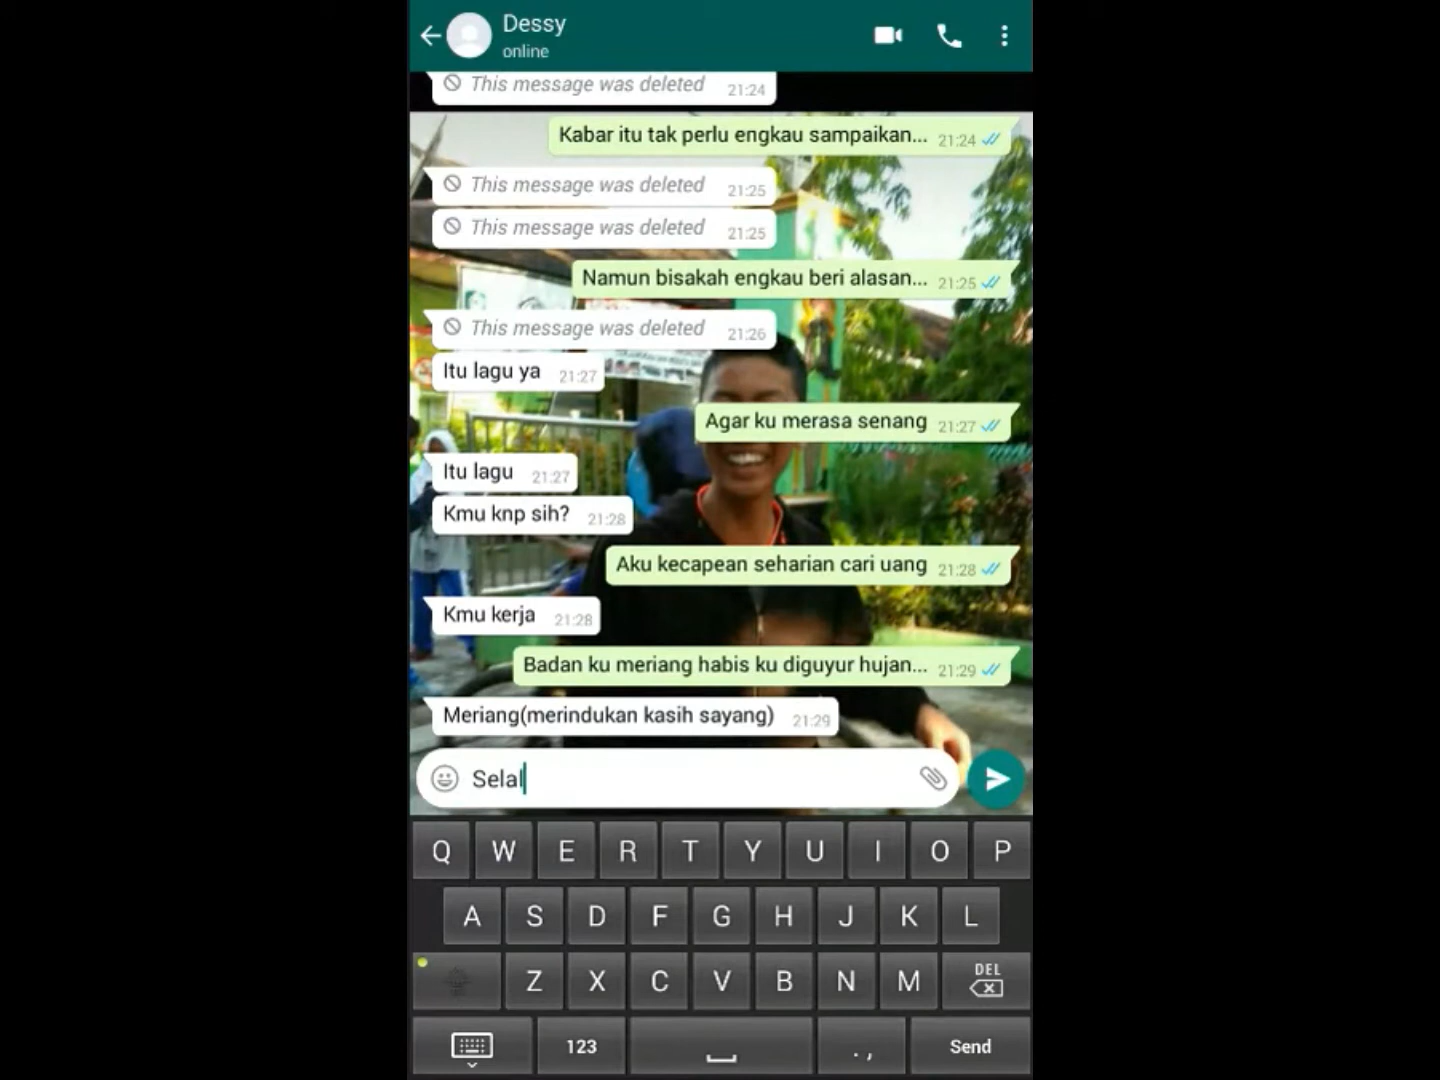 Dessy
online
This message was deleted 21:24
Kabar itu tak perlu engkau sampaikan... 21:24
This message was deleted 21:25
This message was deleted 21:25
Namun bisakah engkau beri alasan... 21:25
This message was deleted 21:26
Itu lagu ya 21:27
Agar ku merasa senang 21:27
Itu lagu 21:27
Kmu knp sih? 21:28
Aku kecapean seharian cari uang 21:28
Kmu kerja 21:28
Badan ku meriang habis ku diguyur hujan... 21:29
Meriang(merindukan kasih sayang) 21:29
Selal
Q W E R T Y U I O P
A S D F G H J K L
Z X C V B N M DEL
123 . , Send